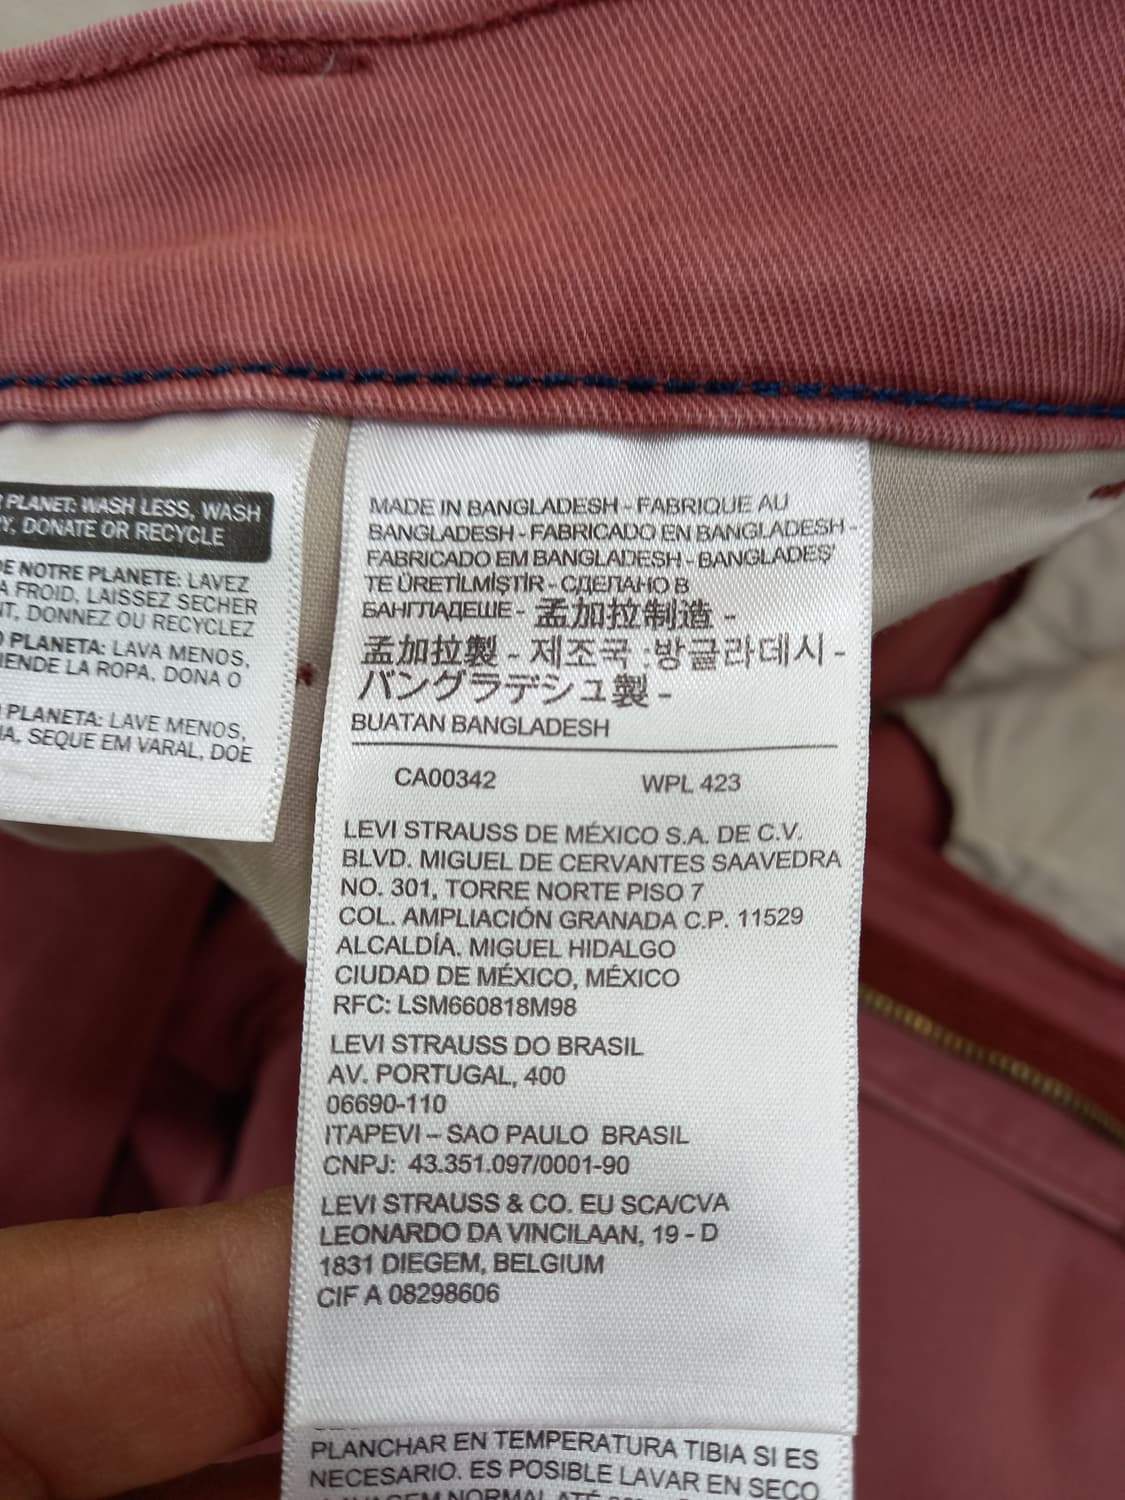 PLANET: WASH LESS, WASH
DONATE OR RECYCLE
DE NOTRE PLANETE: LAVEZ
A FROID, LAISSEZ SECHER
DONNEZ OU RECYCLEZ
PLANETA: LAVA MENOS,
LA ROPA, DONA O
PLANETA: LAVE MENOS,
SEQUE EM VARAL, DOE
MADE IN BANGLADESH - FABRIQUE AU
BANGLADESH - FABRICADO EN BANGLADESH -
FABRICADO EM BANGLADESH - BANGLADEŞ'
TE ÜRETİLMİŞTİR - СДЕЛАНО В
БАНГЛАДЕШЕ - 孟加拉制造 -
孟加拉製 - 제조국 :방글라데시 -
バングラデシュ製 -
BUATAN BANGLADESH
CA00342 WPL 423
LEVI STRAUSS DE MÉXICO S.A. DE C.V.
BLVD. MIGUEL DE CERVANTES SAAVEDRA
NO. 301, TORRE NORTE PISO 7
COL. AMPLIACIÓN GRANADA C.P. 11529
ALCALDÍA. MIGUEL HIDALGO
CIUDAD DE MÉXICO, MÉXICO
RFC: LSM660818M98
LEVI STRAUSS DO BRASIL
AV. PORTUGAL, 400
06690-110
ITAPEVI – SAO PAULO BRASIL
CNPJ: 43.351.097/0001-90
LEVI STRAUSS & CO. EU SCA/CVA
LEONARDO DA VINCILAAN, 19 - D
1831 DIEGEM, BELGIUM
CIF A 08298606
PLANCHAR EN TEMPERATURA TIBIA SI ES
NECESARIO. ES POSIBLE LAVAR EN SECO